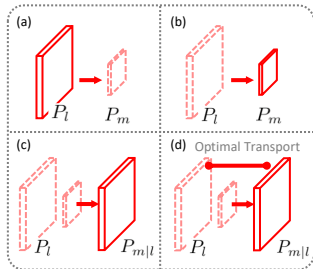 (a)
(b)
P_l
P_m
P_l
P_m
(c)
(d)
Optimal Transport
P_l
P_{m|l}
P_l
P_{m|l}